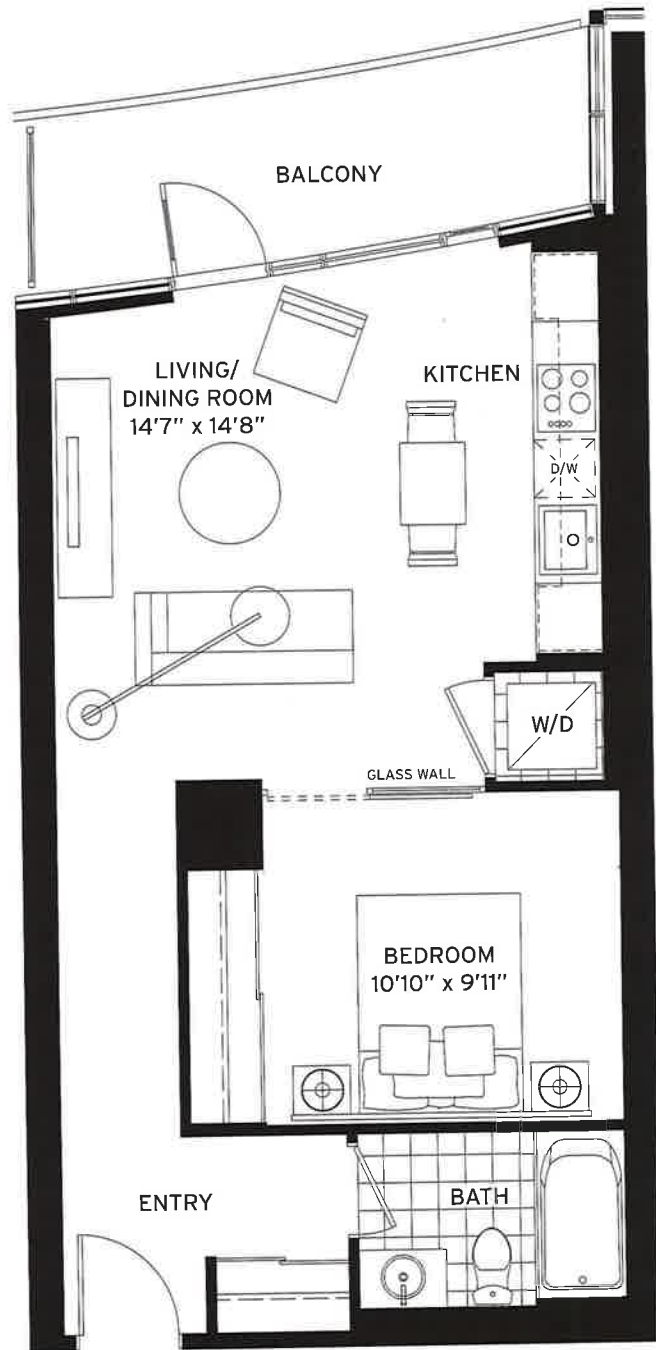 BALCONY
LIVING/
DINING ROOM
14'7" x 14'8"
KITCHEN
D/W
W/D
GLASS WALL
BEDROOM
10'10" x 9'11"
ENTRY
BATH